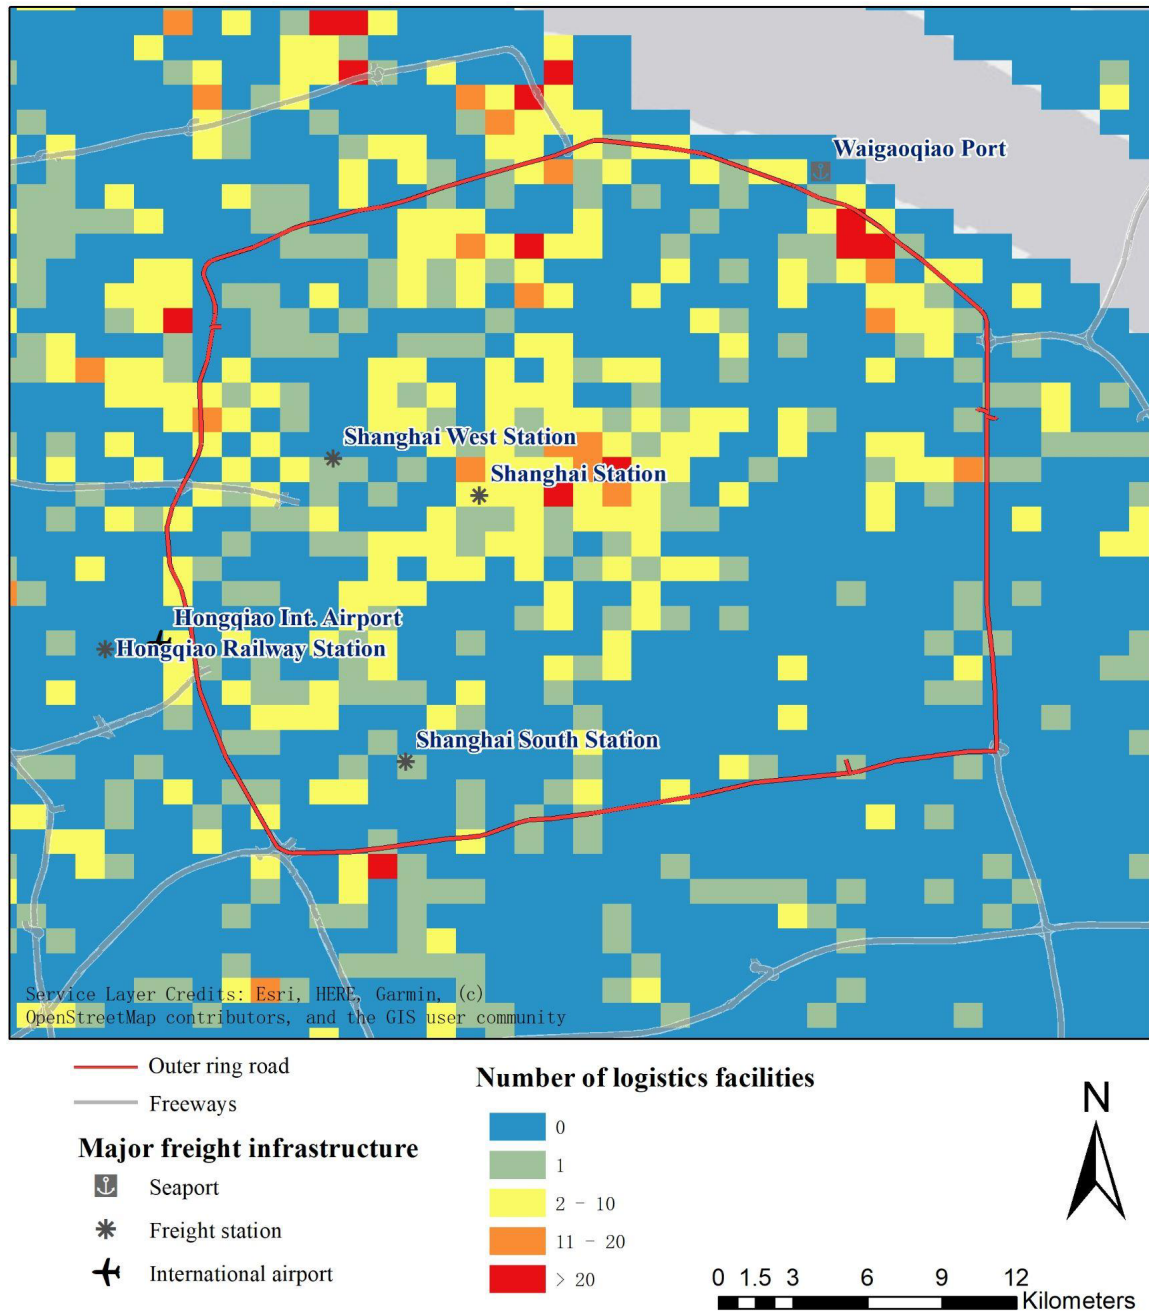 Waigaoqiao Port
Shanghai West Station
Shanghai Station
Hongqiao Int. Airport
Hongqiao Railway Station
Shanghai South Station
Service Layer Credits: Esri, HERE, Garmin, (c)
OpenStreetMap contributors, and the GIS user community
Outer ring road
Freeways
Major freight infrastructure
Seaport
Freight station
International airport
Number of logistics facilities
0
1
2 - 10
11 - 20
> 20
N
0 1.5 3 6 9 12
Kilometers